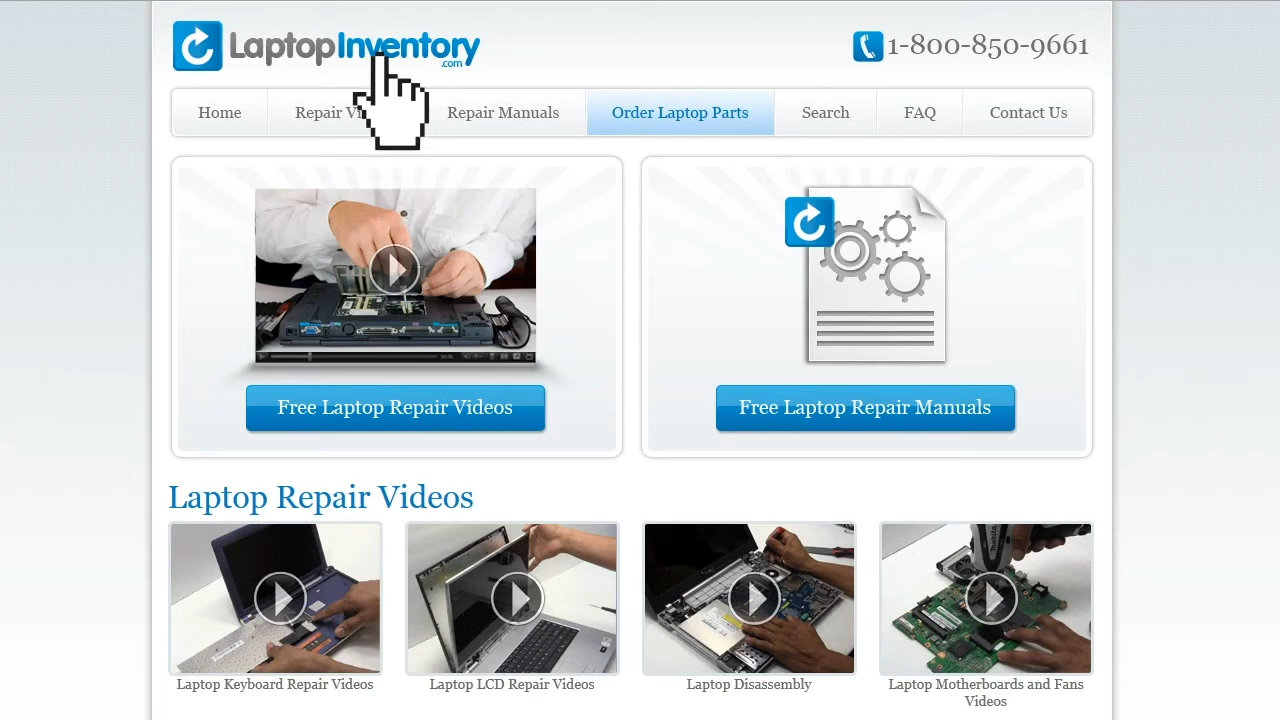 LaptopInventory
.com
1-800-850-9661
Home
Repair Vi
Repair Manuals
Order Laptop Parts
Search
FAQ
Contact Us
Free Laptop Repair Videos
Free Laptop Repair Manuals
Laptop Repair Videos
Laptop Keyboard Repair Videos
Laptop LCD Repair Videos
Laptop Disassembly
Laptop Motherboards and Fans
Videos